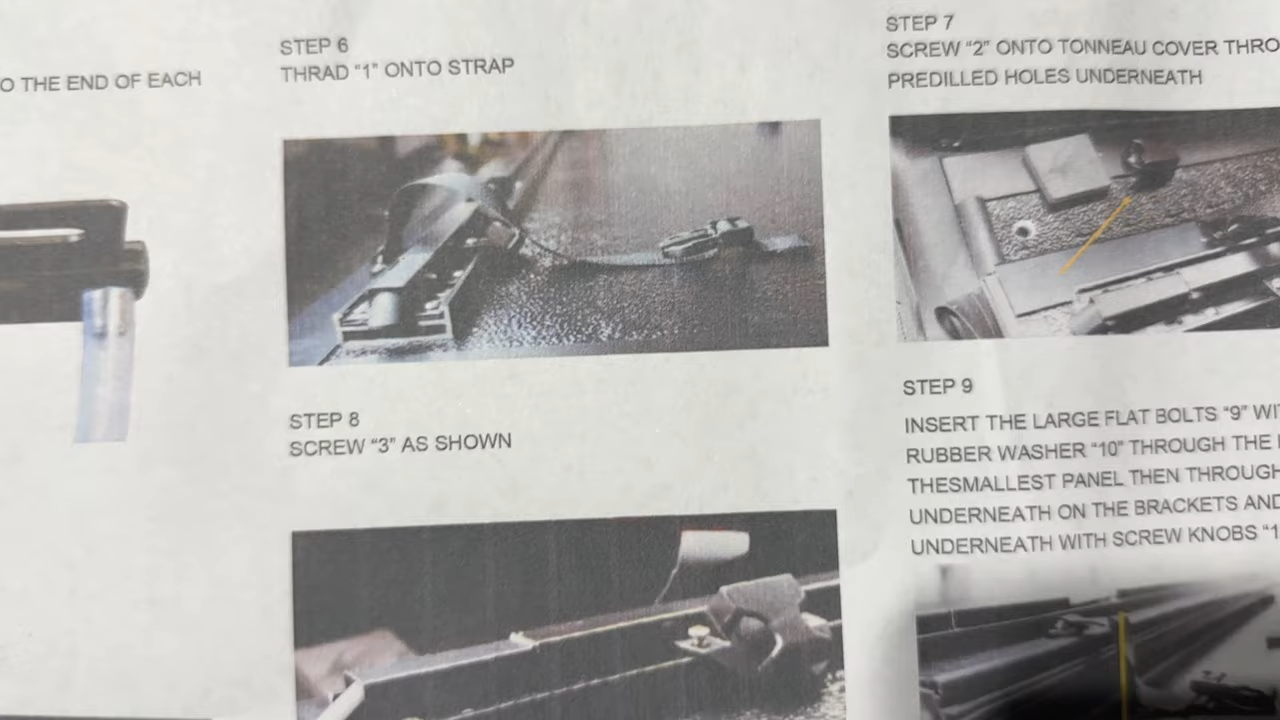 O THE END OF EACH
STEP 6
THRAD “1” ONTO STRAP
STEP 7
SCREW “2” ONTO TONNEAU COVER THRO
PREDILLED HOLES UNDERNEATH
STEP 8
SCREW “3” AS SHOWN
STEP 9
INSERT THE LARGE FLAT BOLTS “9” WI
RUBBER WASHER “10” THROUGH THE
THESMALLEST PANEL THEN THROUGH
UNDERNEATH ON THE BRACKETS AND
UNDERNEATH WITH SCREW KNOBS “1